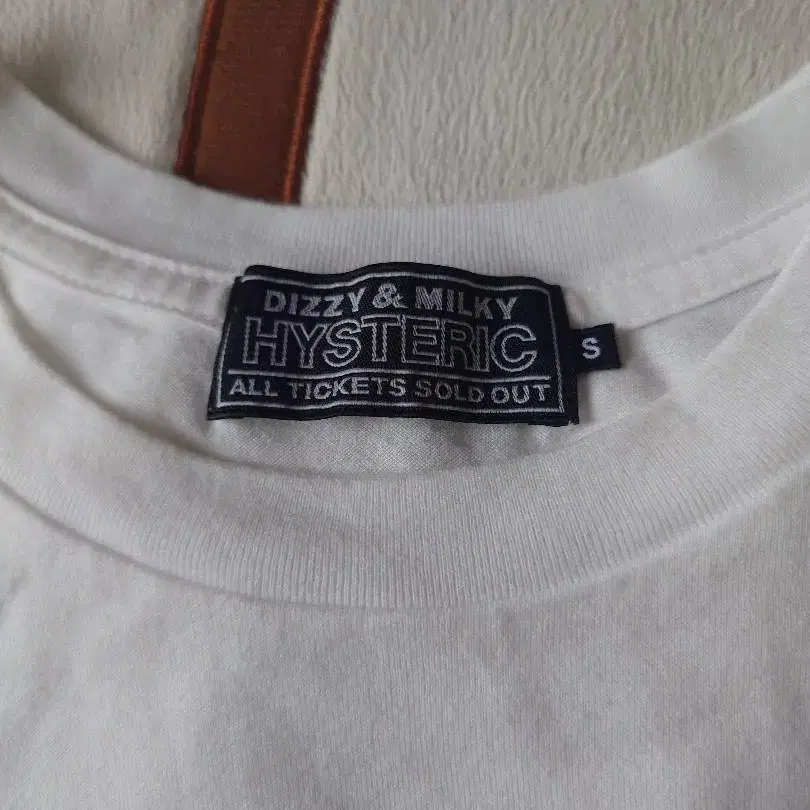 DIZZY & MILKY
HYSTERIC
ALL TICKETS SOLD OUT
S